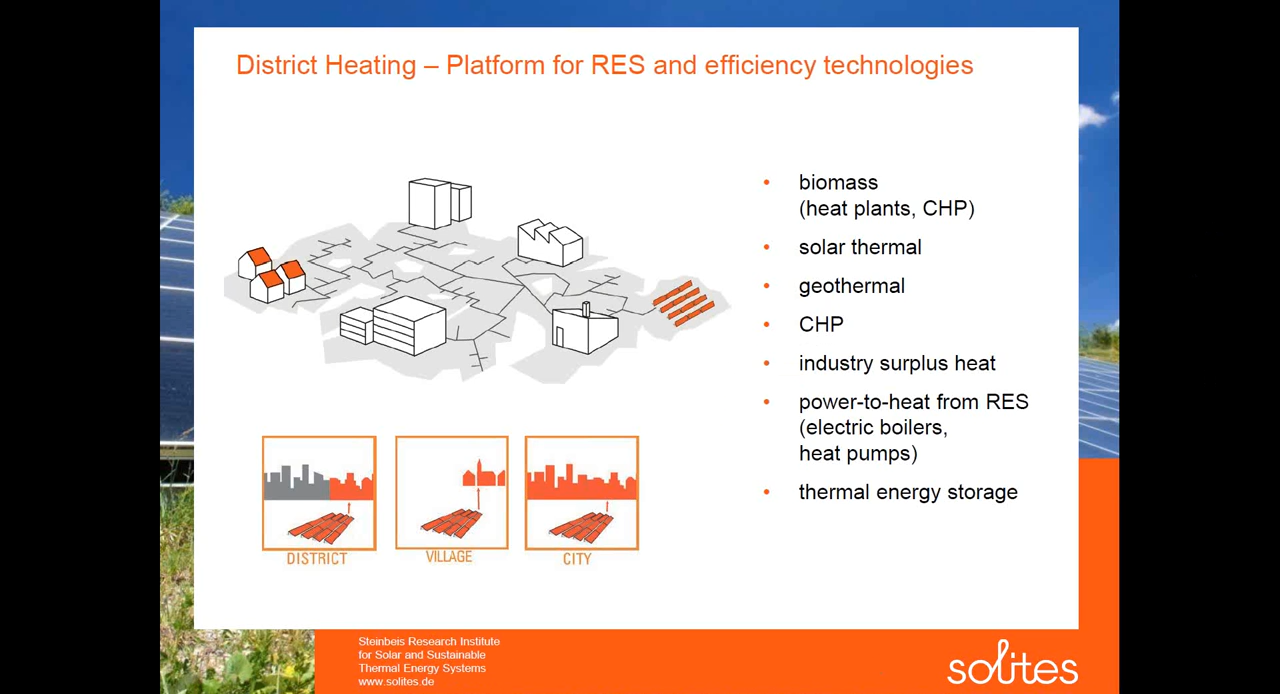 District Heating – Platform for RES and efficiency technologies
• biomass
(heat plants, CHP)
• solar thermal
• geothermal
• CHP
• industry surplus heat
• power-to-heat from RES
(electric boilers,
heat pumps)
• thermal energy storage
DISTRICT
VILLAGE
CITY
Steinbeis Research Institute
for Solar and Sustainable
Thermal Energy Systems
www.solites.de
solites